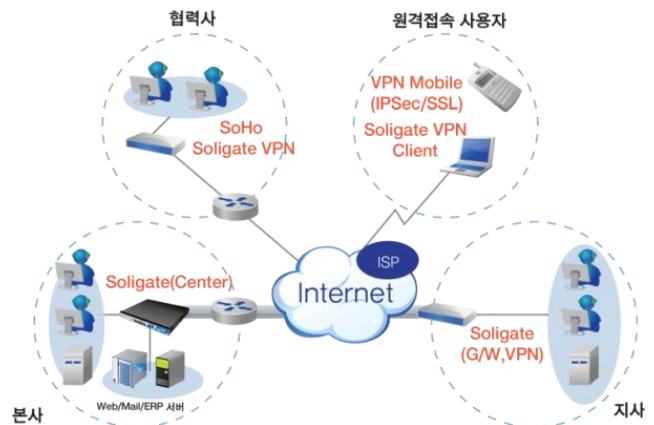 협력사
원격접속 사용자
VPN Mobile
(IPSec/SSL)
SoHo
Soligate VPN
Soligate VPN
Client
ISP
Internet
Soligate(Center)
Soligate
(G/W,VPN)
Web/Mail/ERP 서버
본사
지사